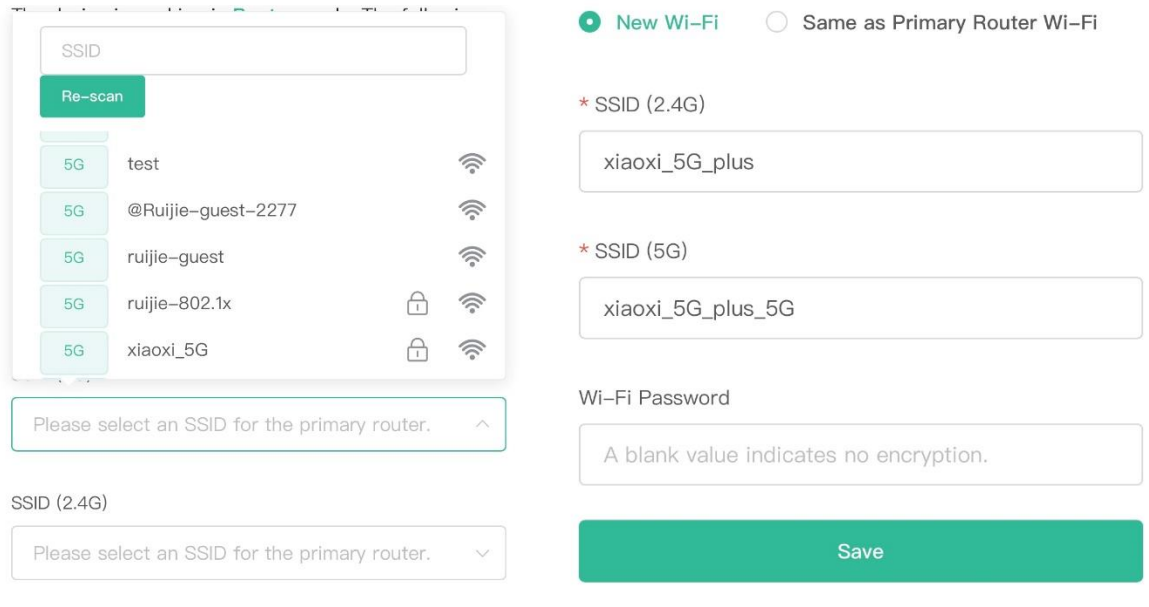 SSID
Re-scan
5G test
5G @Ruijie-guest-2277
5G ruijie-guest
5G ruijie-802.1x
5G xiaoxi_5G
Please select an SSID for the primary router.
SSID (2.4G)
Please select an SSID for the primary router.
New Wi-Fi Same as Primary Router Wi-Fi
* SSID (2.4G)
xiaoxi_5G_plus
* SSID (5G)
xiaoxi_5G_plus_5G
Wi-Fi Password
A blank value indicates no encryption.
Save